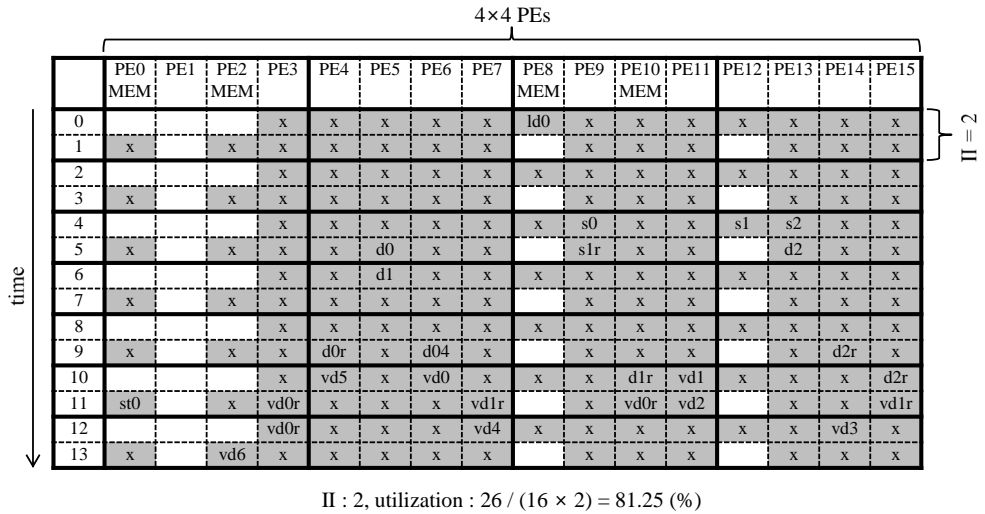 4×4 PEs
PE0 MEM PE1 PE2 MEM PE3 PE4 PE5 PE6 PE7 PE8 MEM PE9 PE10 MEM PE11 PE12 PE13 PE14 PE15
0 x x x x x ld0 x x x x x x x
1 x x x x x x x x x x x x x
2 x x x x x x x x x x x x x
3 x x x x x x x x x x x x x
4 x x x x x x s0 x x s1 s2 x x
5 x x x x d0 x x s1r x x d2 x x
6 x x d1 x x x x x x x x x x
7 x x x x x x x x x x x x x
8 x x x x x x x x x x x x x
9 x x x d0r x d04 x x x x x d2r x
10 x vd5 x vd0 x x x d1r vd1 x x x d2r
11 st0 x vd0r x x x vd1r x vd0r vd2 x x vd1r
12 vd0r x x x vd4 x x x x x x vd3 x
13 x vd6 x x x x x x x x x x x
time
II = 2
II : 2, utilization : 26 / (16 × 2) = 81.25 (%)